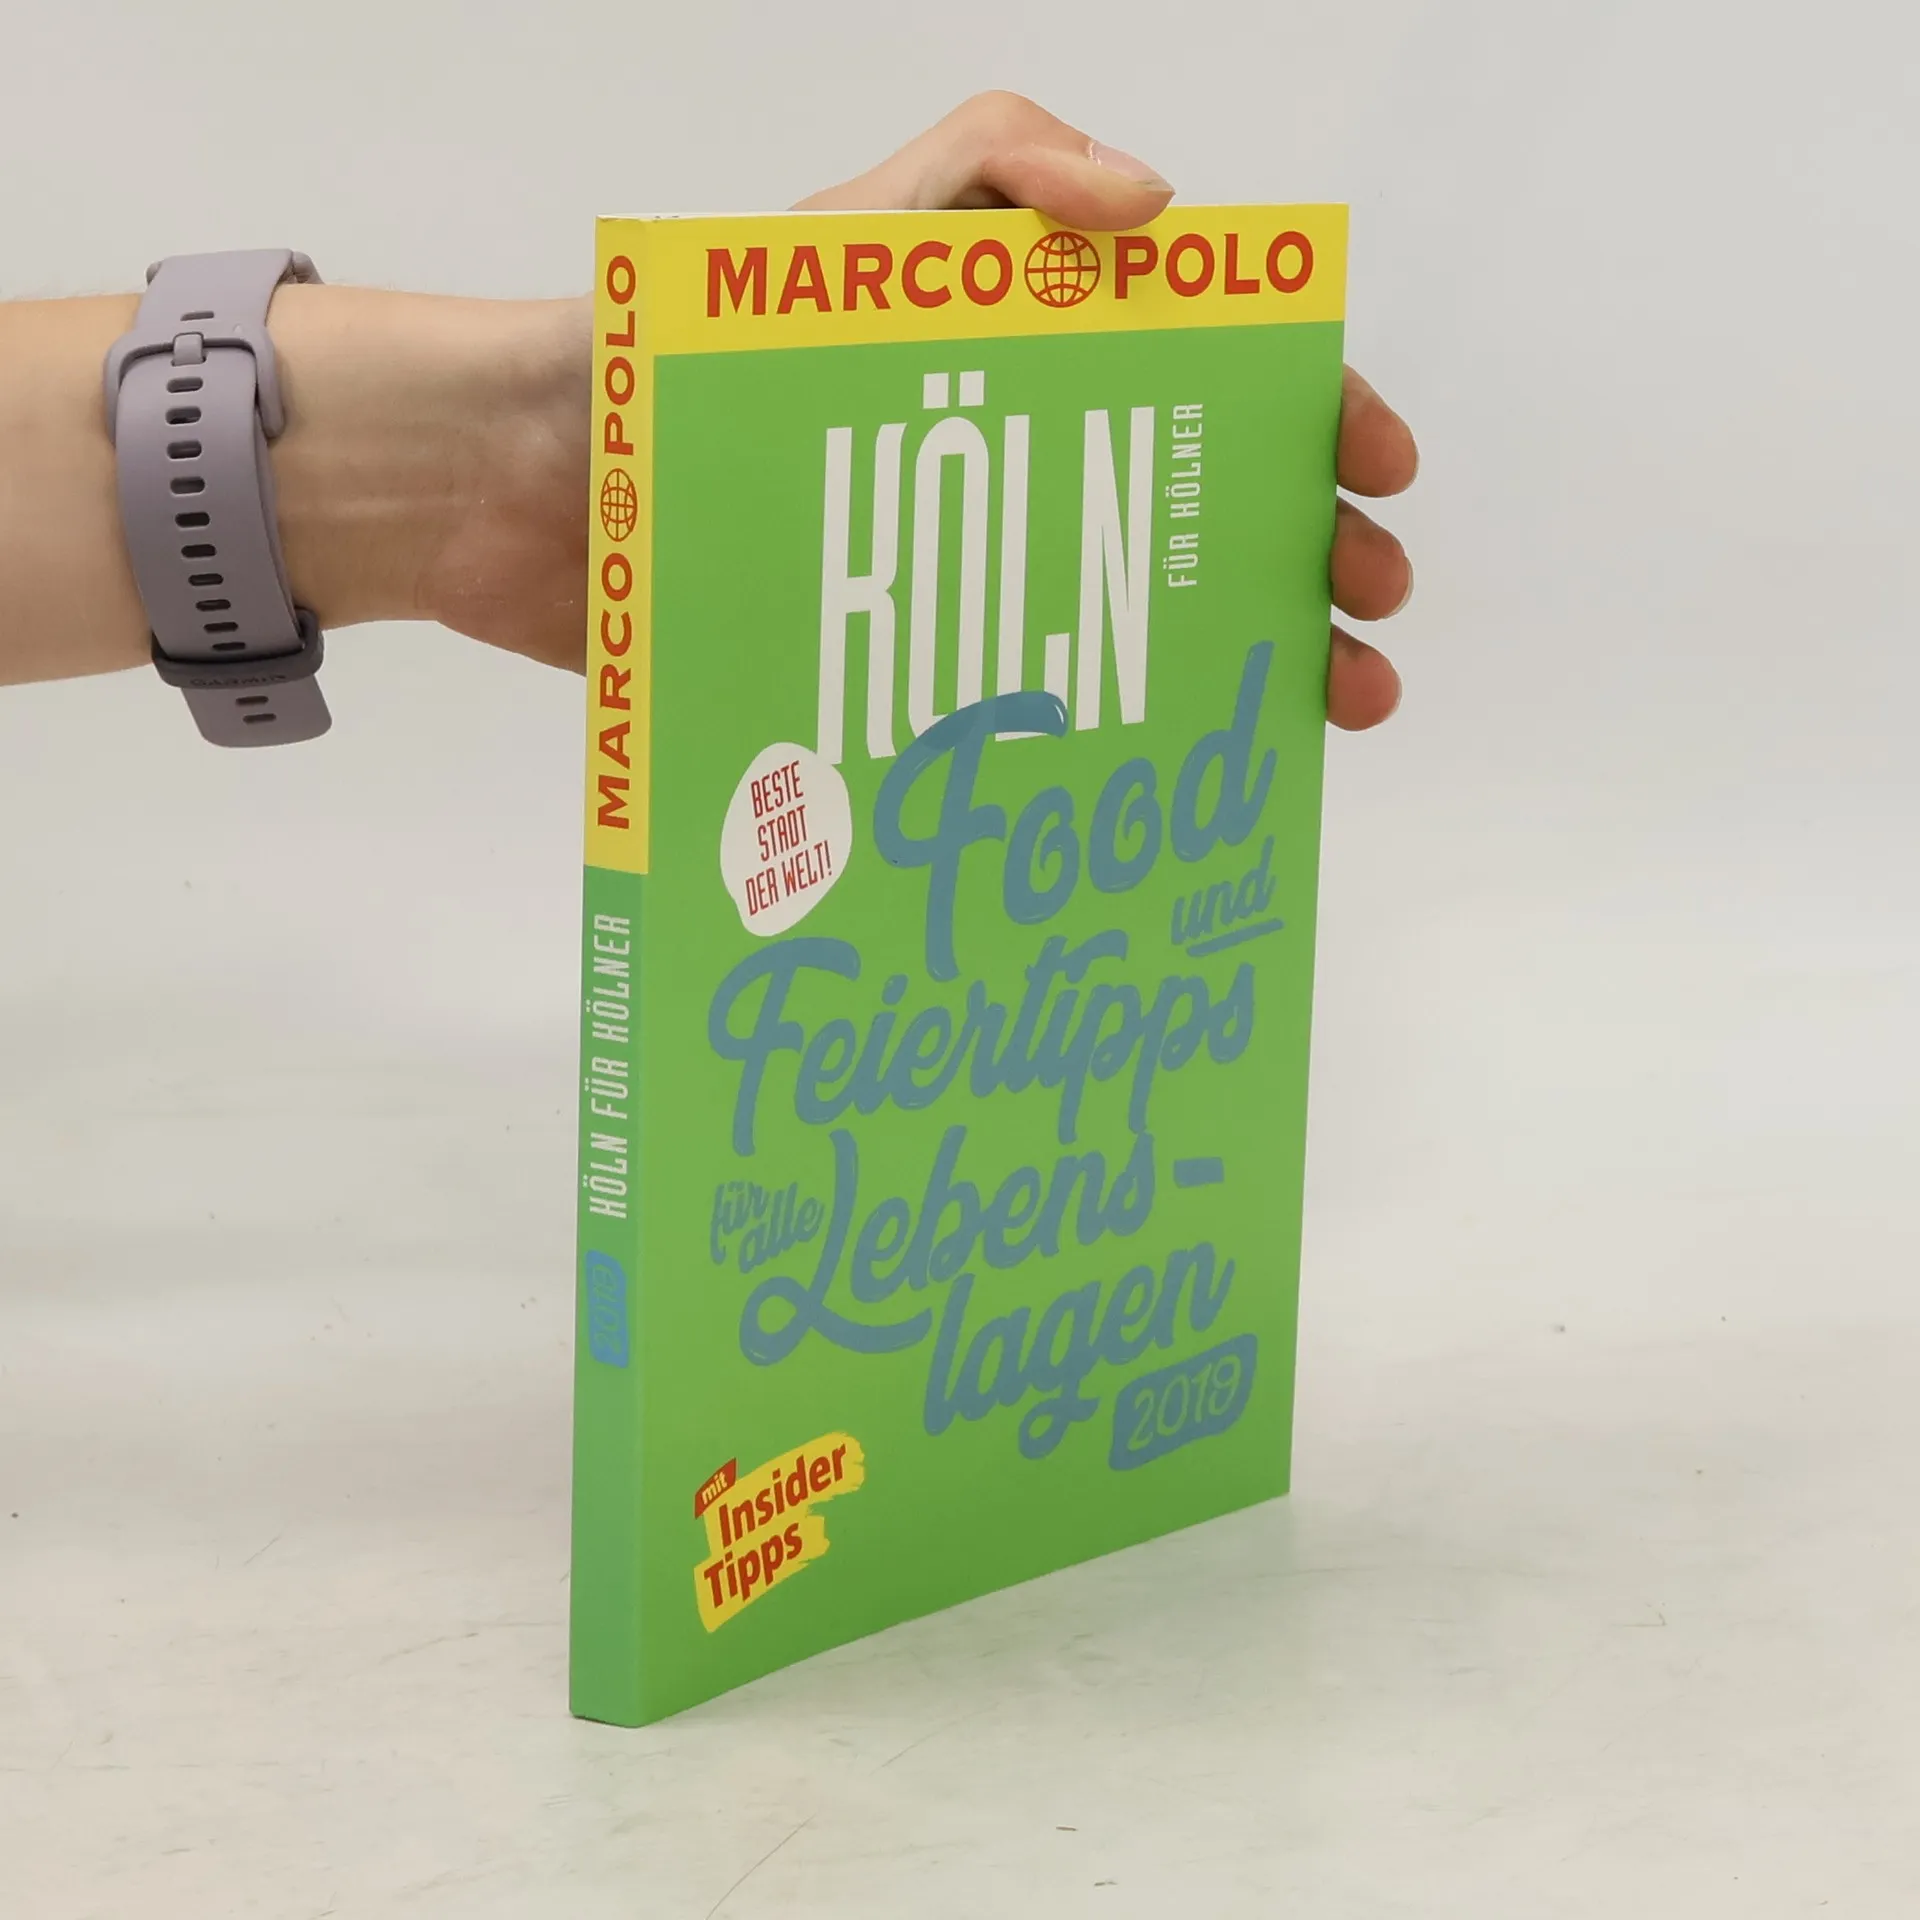 MARCO POLO
KÖLN
FÜR KÖLNER
BESTE
STADT
DER WELT!
Food
und
Feiertipps
für
alle
Lebens-
lagen
2019
mit
Insider
Tipps
MARCO POLO
KÖLN FÜR KÖLNER
2019
GARMIN